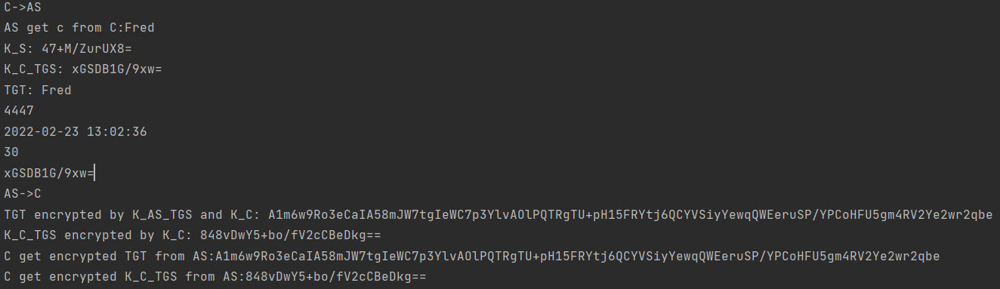 C->AS
AS get c from C:Fred
K_S: 47+M/ZurUX8=
K_C_TGS: xGSDB1G/9xw=
TGT: Fred
4447
2022-02-23 13:02:36
30
xGSDB1G/9xw=
AS->C
TGT encrypted by K_AS_TGS and K_C: A1m6w9Ro3eCaIA58mJW7tgIeWC7p3YlvAOlPQTRgTU+pH15FRYtj6QCYVSiyYewqQWEeruSP/YPCoHFU5gm4RV2Ye2wr2qbe
K_C_TGS encrypted by K_C: 848vDwY5+bo/fV2cCBeDkg==
C get encrypted TGT from AS:A1m6w9Ro3eCaIA58mJW7tgIeWC7p3YlvAOlPQTRgTU+pH15FRYtj6QCYVSiyYewqQWEeruSP/YPCoHFU5gm4RV2Ye2wr2qbe
C get encrypted K_C_TGS from AS:848vDwY5+bo/fV2cCBeDkg==